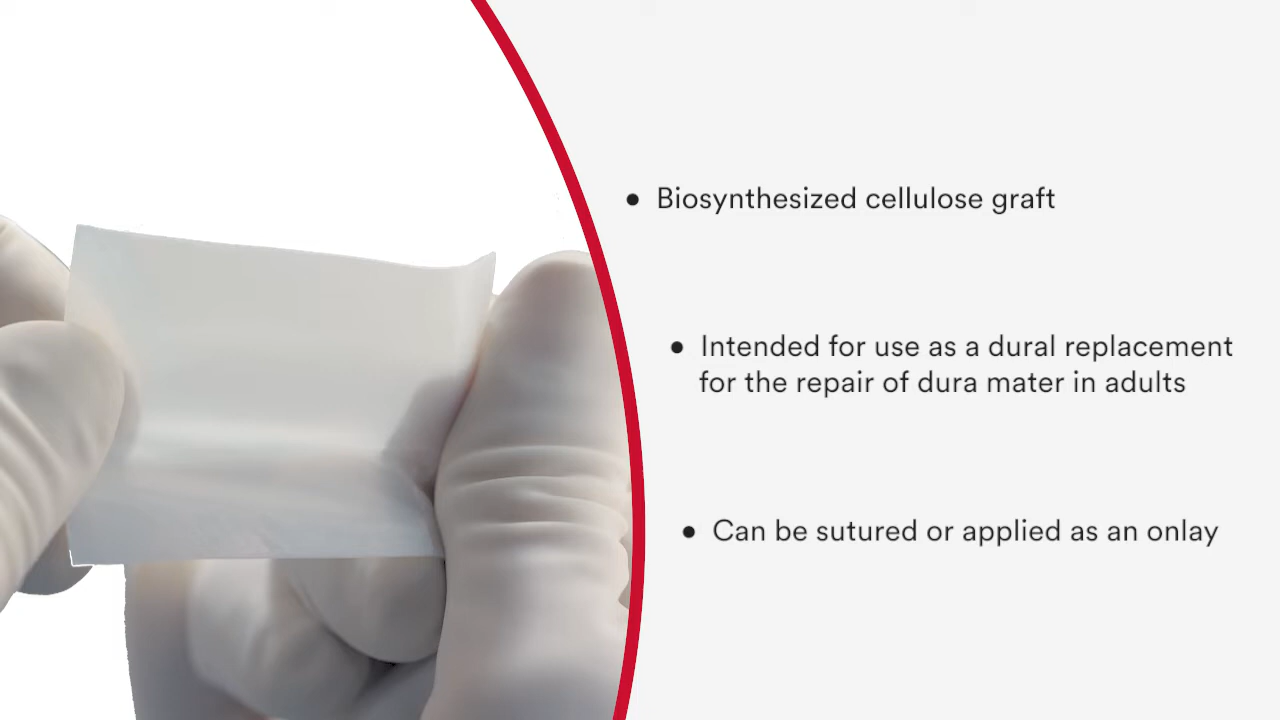 • Biosynthesized cellulose graft
• Intended for use as a dural replacement
for the repair of dura mater in adults
• Can be sutured or applied as an onlay